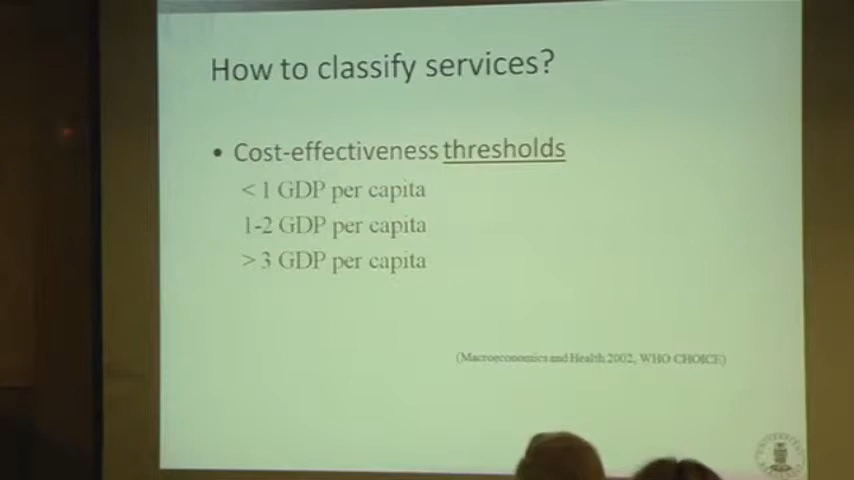 How to classify services?
• Cost-effectiveness thresholds
< 1 GDP per capita
1-2 GDP per capita
> 3 GDP per capita
(Macroeconomics and Health 2002, WHO CHOICE)